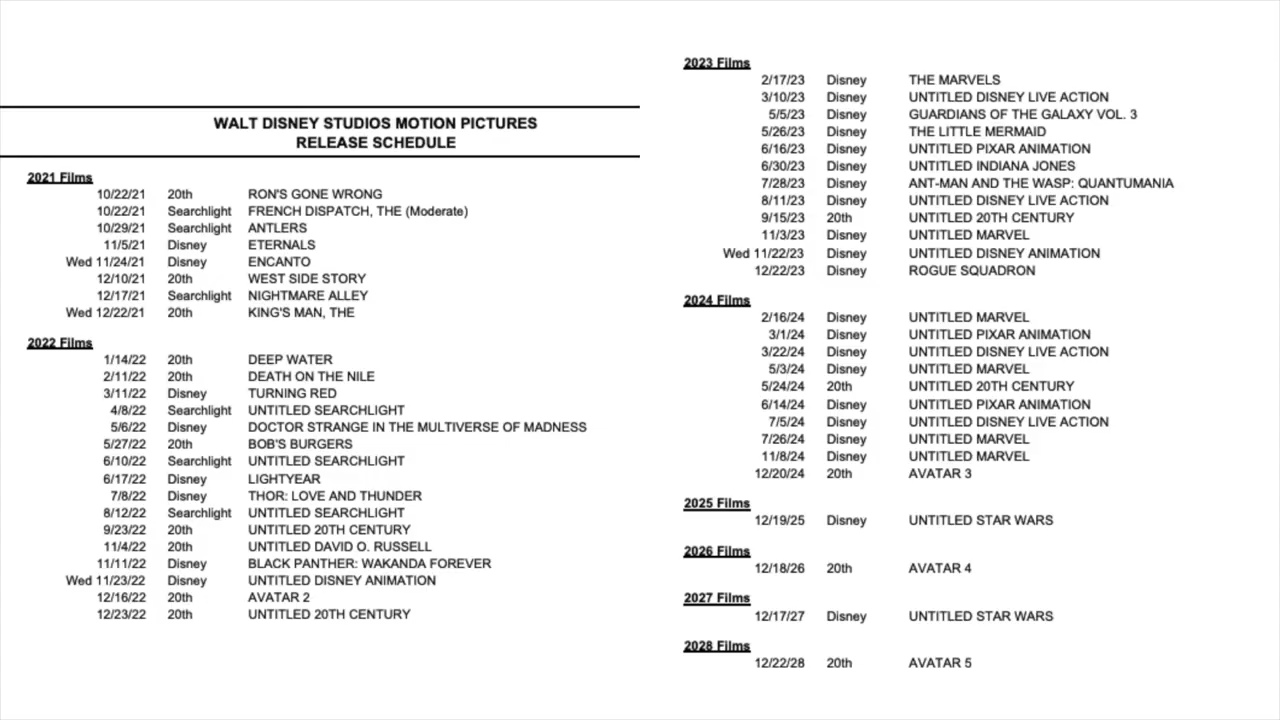 WALT DISNEY STUDIOS MOTION PICTURES
RELEASE SCHEDULE
2021 Films
10/22/21 20th RON'S GONE WRONG
10/22/21 Searchlight FRENCH DISPATCH, THE (Moderate)
10/29/21 Searchlight ANTLERS
11/5/21 Disney ETERNALS
Wed 11/24/21 Disney ENCANTO
12/10/21 20th WEST SIDE STORY
12/17/21 Searchlight NIGHTMARE ALLEY
Wed 12/22/21 20th KING'S MAN, THE
2022 Films
1/14/22 20th DEEP WATER
2/11/22 20th DEATH ON THE NILE
3/11/22 Disney TURNING RED
4/8/22 Searchlight UNTITLED SEARCHLIGHT
5/6/22 Disney DOCTOR STRANGE IN THE MULTIVERSE OF MADNESS
5/27/22 20th BOB'S BURGERS
6/10/22 Searchlight UNTITLED SEARCHLIGHT
6/17/22 Disney LIGHTYEAR
7/8/22 Disney THOR: LOVE AND THUNDER
8/12/22 Searchlight UNTITLED SEARCHLIGHT
9/23/22 20th UNTITLED 20TH CENTURY
11/4/22 20th UNTITLED DAVID O. RUSSELL
11/11/22 Disney BLACK PANTHER: WAKANDA FOREVER
Wed 11/23/22 Disney UNTITLED DISNEY ANIMATION
12/16/22 20th AVATAR 2
12/23/22 20th UNTITLED 20TH CENTURY
2023 Films
2/17/23 Disney THE MARVELS
3/10/23 Disney UNTITLED DISNEY LIVE ACTION
5/5/23 Disney GUARDIANS OF THE GALAXY VOL. 3
5/26/23 Disney THE LITTLE MERMAID
6/16/23 Disney UNTITLED PIXAR ANIMATION
6/30/23 Disney UNTITLED INDIANA JONES
7/28/23 Disney ANT-MAN AND THE WASP: QUANTUMANIA
8/11/23 Disney UNTITLED DISNEY LIVE ACTION
9/15/23 20th UNTITLED 20TH CENTURY
11/3/23 Disney UNTITLED MARVEL
Wed 11/22/23 Disney UNTITLED DISNEY ANIMATION
12/22/23 Disney ROGUE SQUADRON
2024 Films
2/16/24 Disney UNTITLED MARVEL
3/1/24 Disney UNTITLED PIXAR ANIMATION
3/22/24 Disney UNTITLED DISNEY LIVE ACTION
5/3/24 Disney UNTITLED MARVEL
5/24/24 20th UNTITLED 20TH CENTURY
6/14/24 Disney UNTITLED PIXAR ANIMATION
7/5/24 Disney UNTITLED DISNEY LIVE ACTION
7/26/24 Disney UNTITLED MARVEL
11/8/24 Disney UNTITLED MARVEL
12/20/24 20th AVATAR 3
2025 Films
12/19/25 Disney UNTITLED STAR WARS
2026 Films
12/18/26 20th AVATAR 4
2027 Films
12/17/27 Disney UNTITLED STAR WARS
2028 Films
12/22/28 20th AVATAR 5